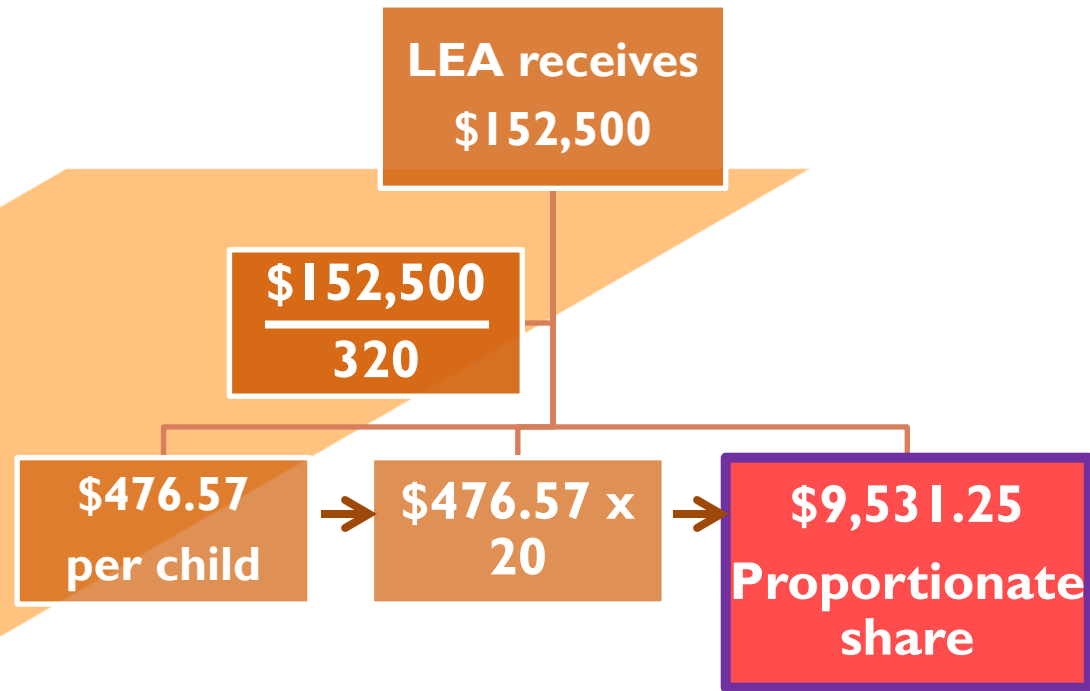 LEA receives
$152,500
$152,500
320
$476.57
per child
$476.57 x
20
$9,531.25
Proportionate
share